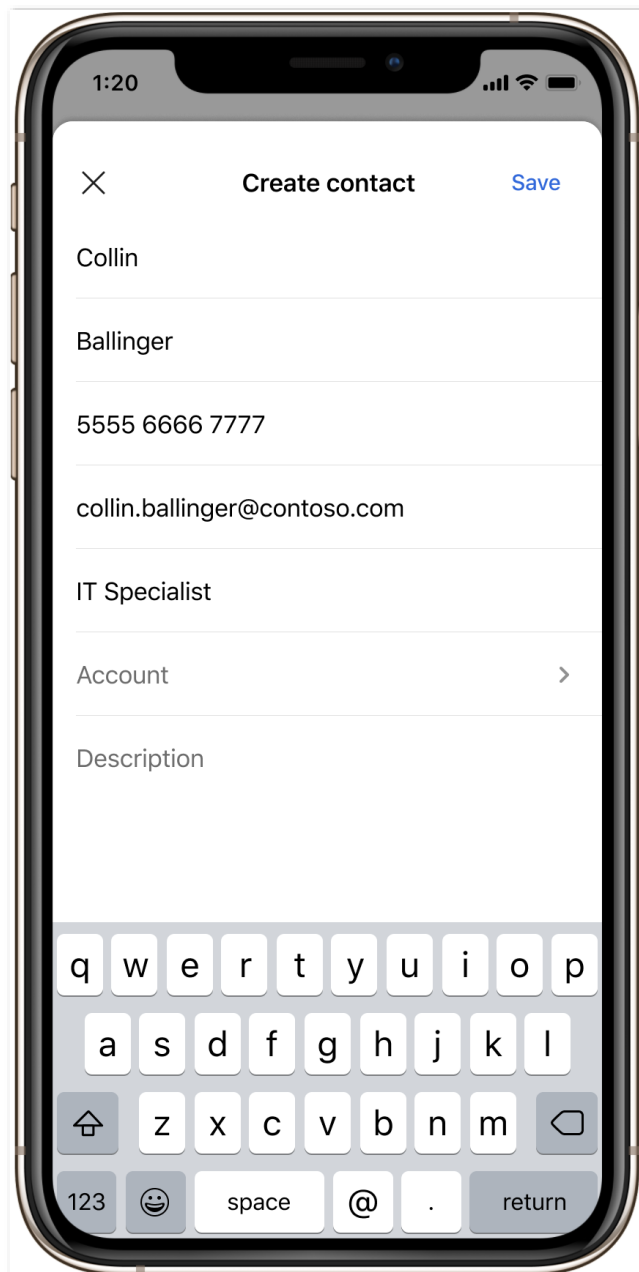 1:20
Create contact Save
Collin
Ballinger
5555 6666 7777
collin.ballinger@contoso.com
IT Specialist
Account
Description
q w e r t y u i o p
a s d f g h j k l
z x c v b n m
123 space @ . return